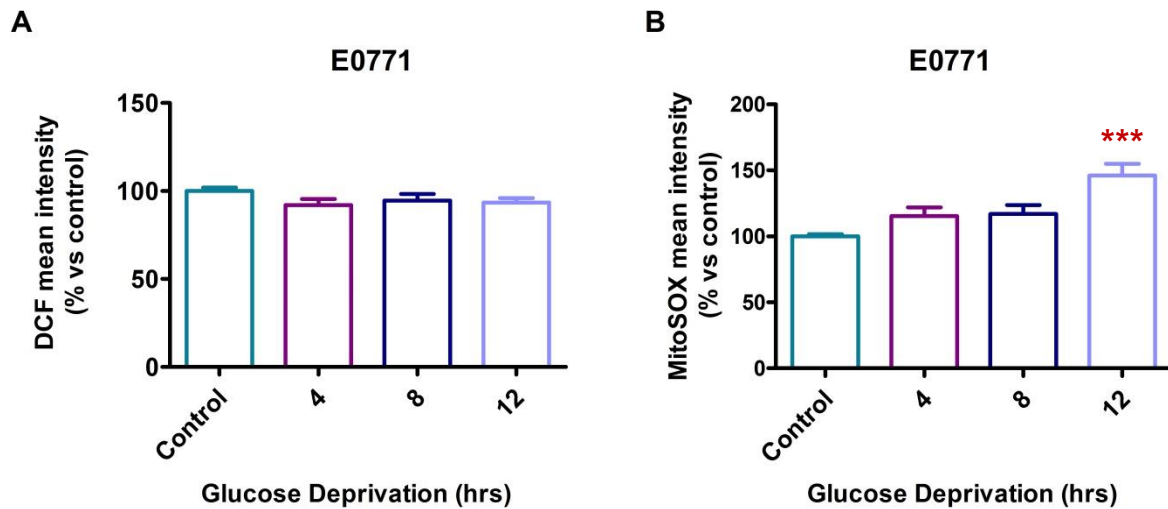 A
E0771
DCF mean intensity
(% vs control)
150
100
50
0
Control
4
8
12
Glucose Deprivation (hrs)
B
E0771
MitoSOX mean intensity
(% vs control)
200
150
100
50
0
***
Control
4
8
12
Glucose Deprivation (hrs)